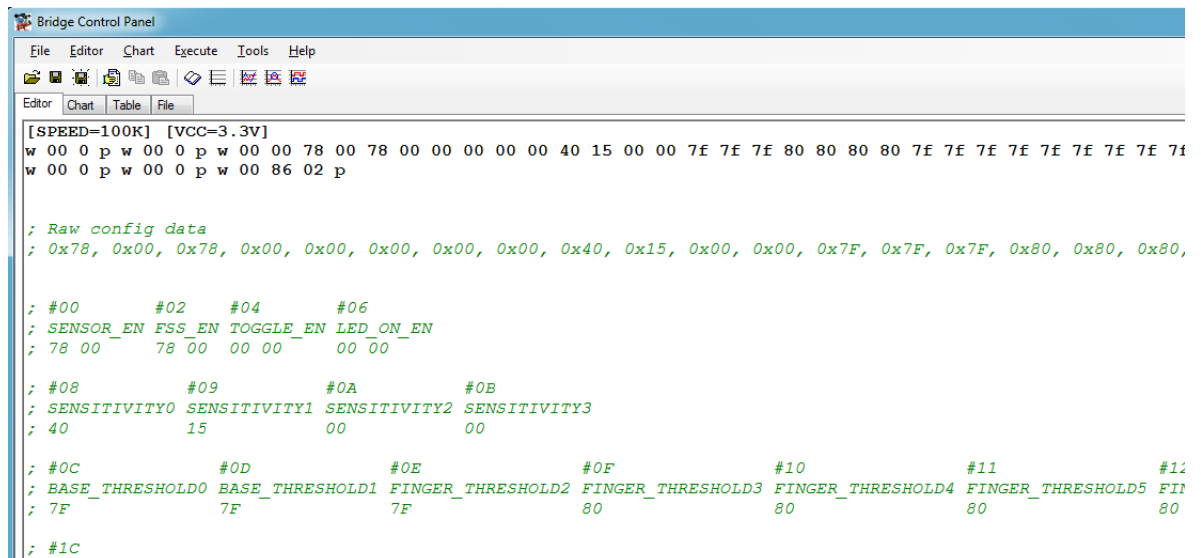 Bridge Control Panel
File Editor Chart Execute Tools Help
Editor Chart Table File
[SPEED=100K] [VCC=3.3V]
w 00 0 p w 00 0 p w 00 00 78 00 78 00 00 00 00 00 40 15 00 00 7f 7f 7f 80 80 80 80 7f 7f 7f 7f 7f 7f 7f 7f 7f
w 00 0 p w 00 0 p w 00 86 02 p
; Raw config data
; 0x78, 0x00, 0x78, 0x00, 0x00, 0x00, 0x00, 0x00, 0x40, 0x15, 0x00, 0x00, 0x7F, 0x7F, 0x7F, 0x80, 0x80, 0x80,
; #00 #02 #04 #06
; SENSOR_EN FSS_EN TOGGLE_EN LED_ON_EN
; 78 00 78 00 00 00 00 00
; #08 #09 #0A #0B
; SENSITIVITY0 SENSITIVITY1 SENSITIVITY2 SENSITIVITY3
; 40 15 00 00
; #0C #0D #0E #0F #10 #11 #12
; BASE_THRESHOLD0 BASE_THRESHOLD1 FINGER_THRESHOLD2 FINGER_THRESHOLD3 FINGER_THRESHOLD4 FINGER_THRESHOLD5
; 7F 7F 7F 80 80 80 80
; #1C